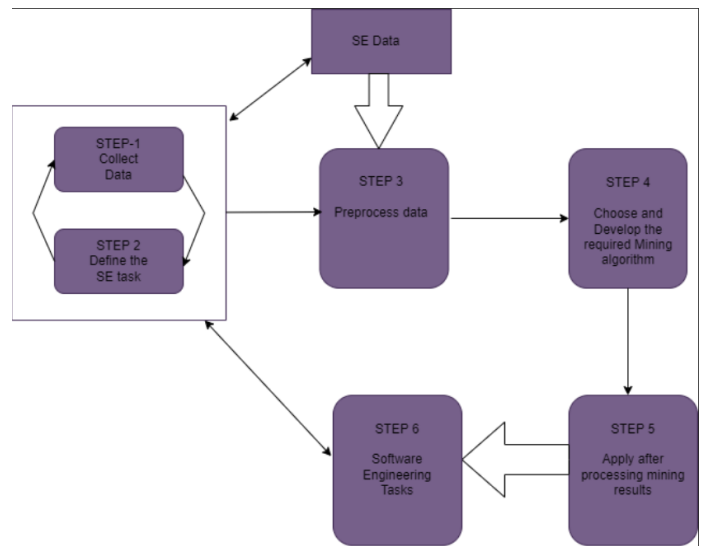 SE Data
STEP-1
Collect
Data
STEP 2
Define the
SE task
STEP 3
Preprocess data
STEP 4
Choose and
Develop the
required Mining
algorithm
STEP 5
Apply after
processing mining
results
STEP 6
Software
Engineering
Tasks